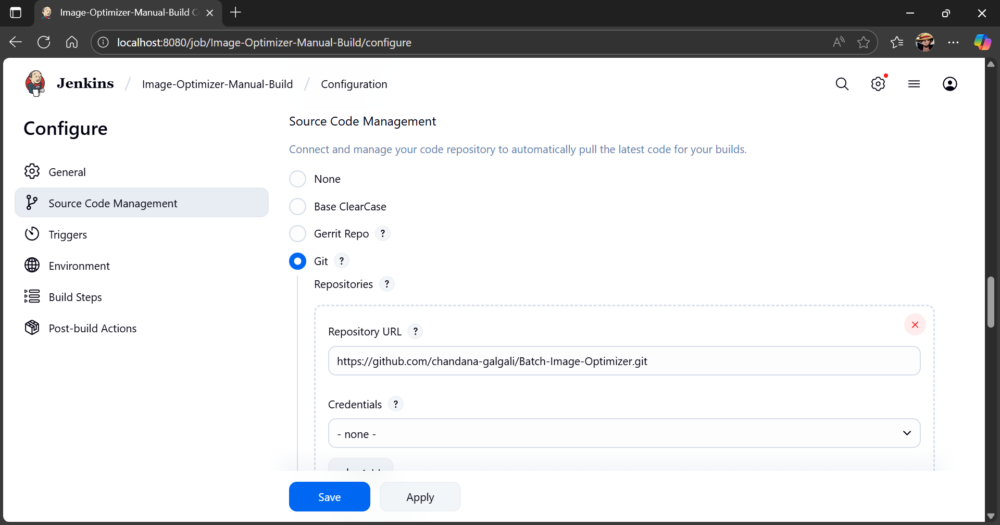 Image-Optimizer-Manual-Build
localhost:8080/job/Image-Optimizer-Manual-Build/configure
Jenkins / Image-Optimizer-Manual-Build / Configuration
Configure
General
Source Code Management
Triggers
Environment
Build Steps
Post-build Actions
Source Code Management
Connect and manage your code repository to automatically pull the latest code for your builds.
None
Base ClearCase
Gerrit Repo ?
Git ?
Repositories ?
Repository URL ?
https://github.com/chandana-galgali/Batch-Image-Optimizer.git
Credentials ?
- none -
Save
Apply